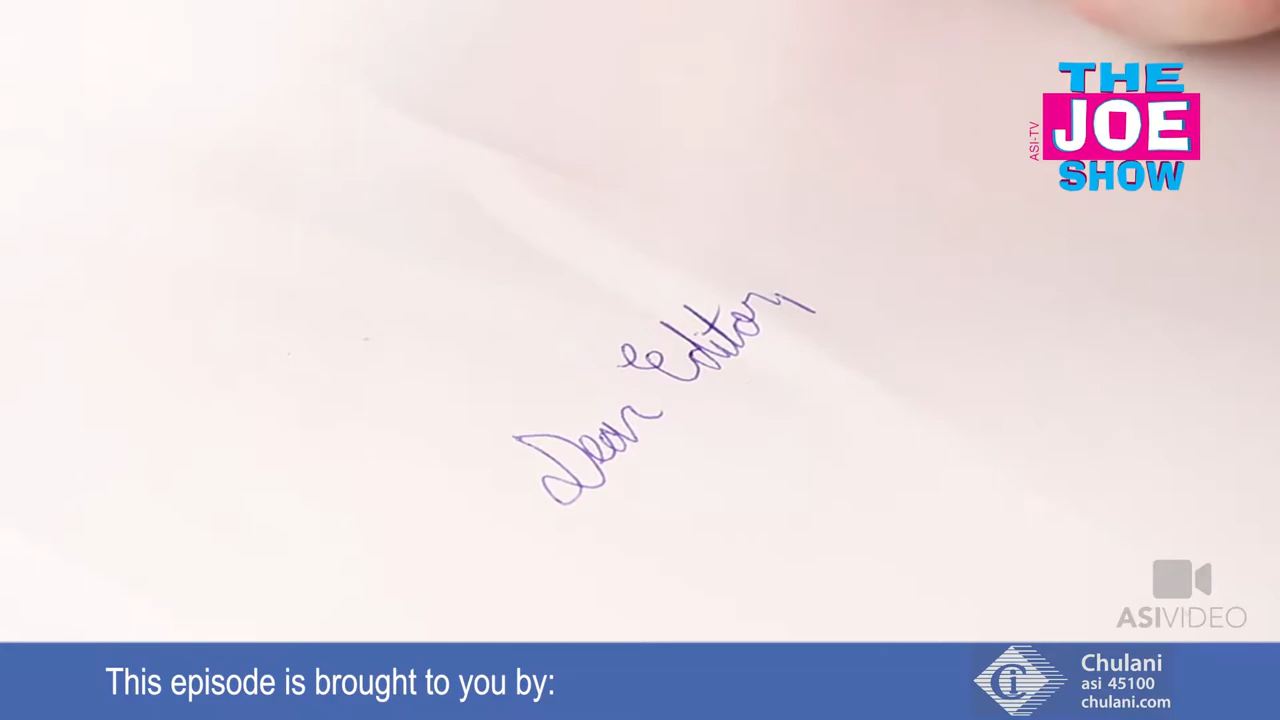 THE
JOE
SHOW
ASI-TV
Dear Editor,
ASIVIDEO
This episode is brought to you by:
Chulani
asi 45100
chulani.com